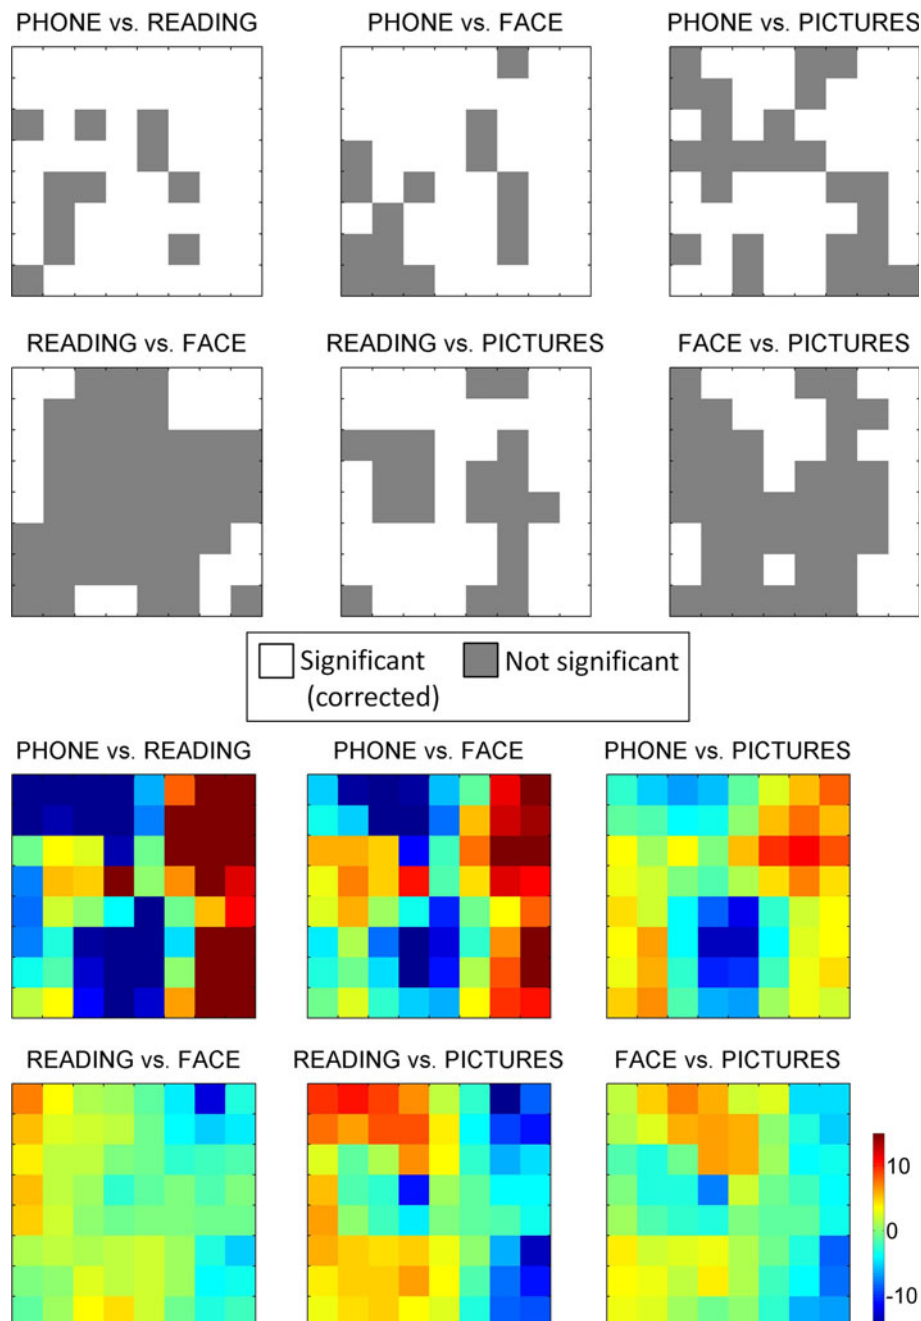 PHONE vs. READING
PHONE vs. FACE
PHONE vs. PICTURES
READING vs. FACE
READING vs. PICTURES
FACE vs. PICTURES
Significant
(corrected)
Not significant
PHONE vs. READING
PHONE vs. FACE
PHONE vs. PICTURES
READING vs. FACE
READING vs. PICTURES
FACE vs. PICTURES
10
0
-10